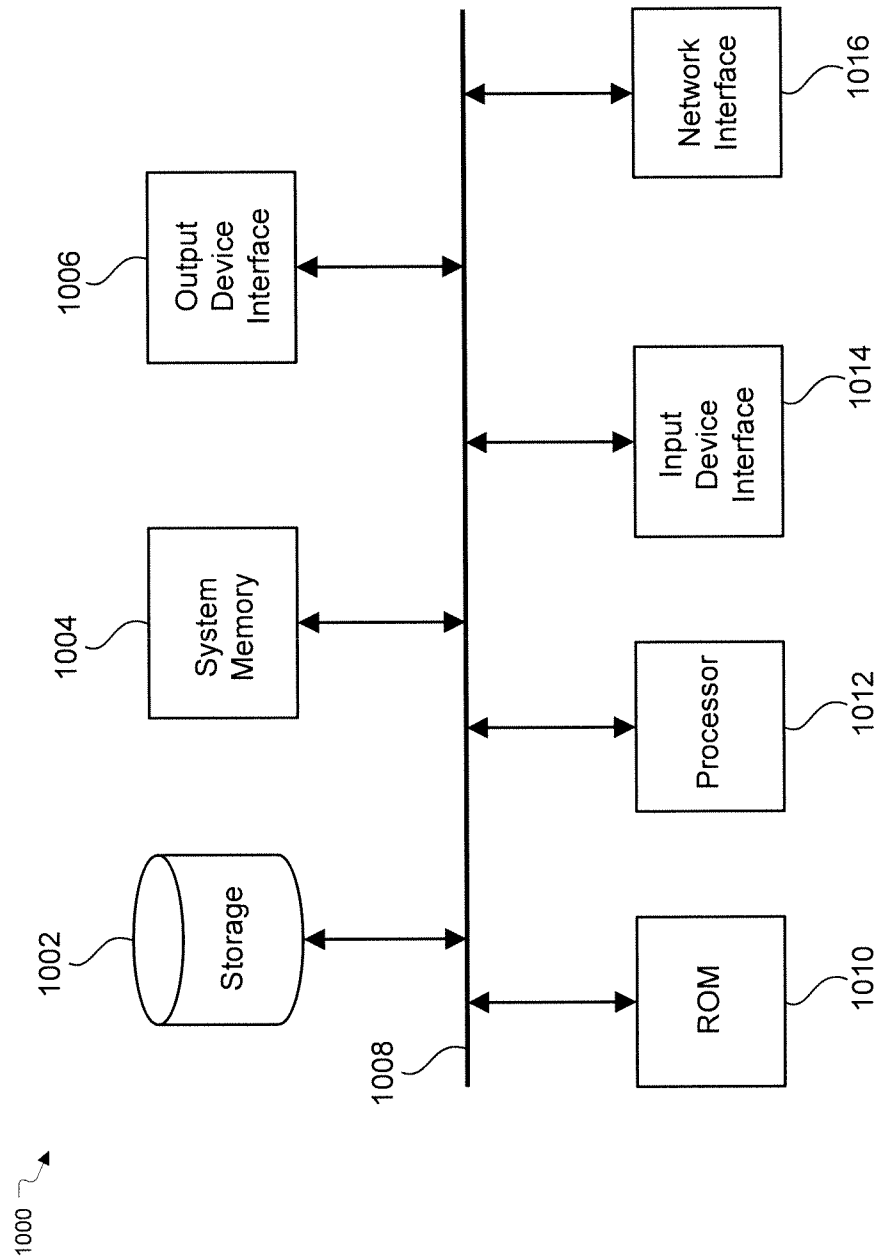 1000
1002
Storage
1004
System
Memory
1006
Output
Device
Interface
1008
ROM
1010
Processor
1012
Input
Device
Interface
1014
Network
Interface
1016